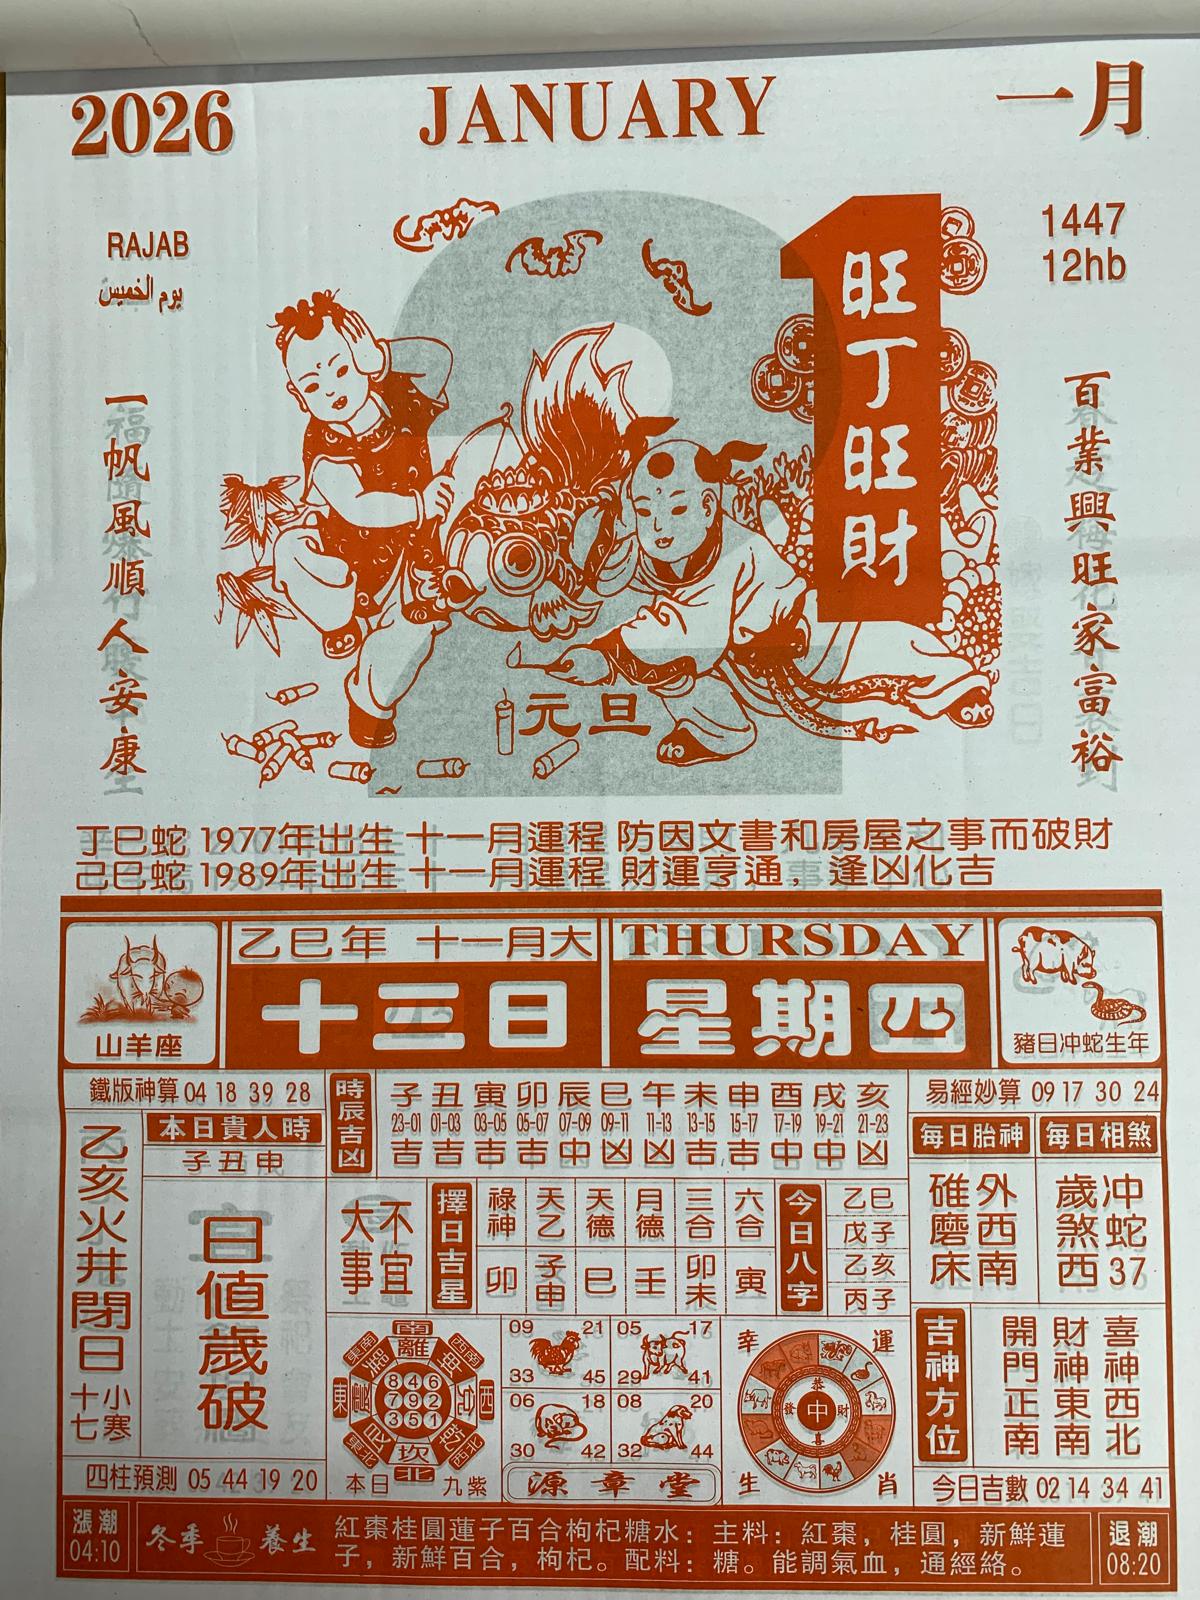 2026
JANUARY
一月
RAJAB
يوم الخميس
1447
12hb
旺丁旺財
一帆風順人安康
百業興旺家富裕
元旦
丁巳蛇 1977年出生 十一月運程 防因文書和房屋之事而破財
己巳蛇 1989年出生 十一月運程 財運亨通，逢凶化吉
山羊座
乙巳年 十一月大
十三日
THURSDAY
星期四
豬日冲蛇生年
鐵版神算 04 18 39 28
時辰吉凶
子 丑 寅 卯 辰 巳 午 未 申 酉 戌 亥
23-01 01-03 03-05 05-07 07-09 09-11 11-13 13-15 15-17 17-19 19-21 21-23
吉 吉 吉 吉 中 凶 凶 吉 吉 中 中 凶
易經妙算 09 17 30 24
乙亥火井閉日
十七 小寒
本日貴人時
子丑申
日值歲破
大事不宜
擇日吉星
祿神 天乙 天德 月德 三合 六合
卯 子申 巳 壬 卯未 寅
今日八字
乙巳
戊子
乙亥
丙子
每日胎神
碓磨床
外西南
每日相煞
歲煞西
冲蛇37
四柱預測 05 44 19 20
南
離
東南
西南
東
西
東北
西北
坎
北
846
792
351
本日 九紫
09 21
33 45
05 17
29 41
06 18
30 42
08 20
32 44
源章堂
幸運生肖
恭喜發財
中
吉神方位
開門正南
財神東南
喜神西北
今日吉數 02 14 34 41
漲潮
04:10
冬季養生
紅棗桂圓蓮子百合枸杞糖水：主料：紅棗，桂圓，新鮮蓮
子，新鮮百合，枸杞。配料：糖。能調氣血，通經絡。
退潮
08:20